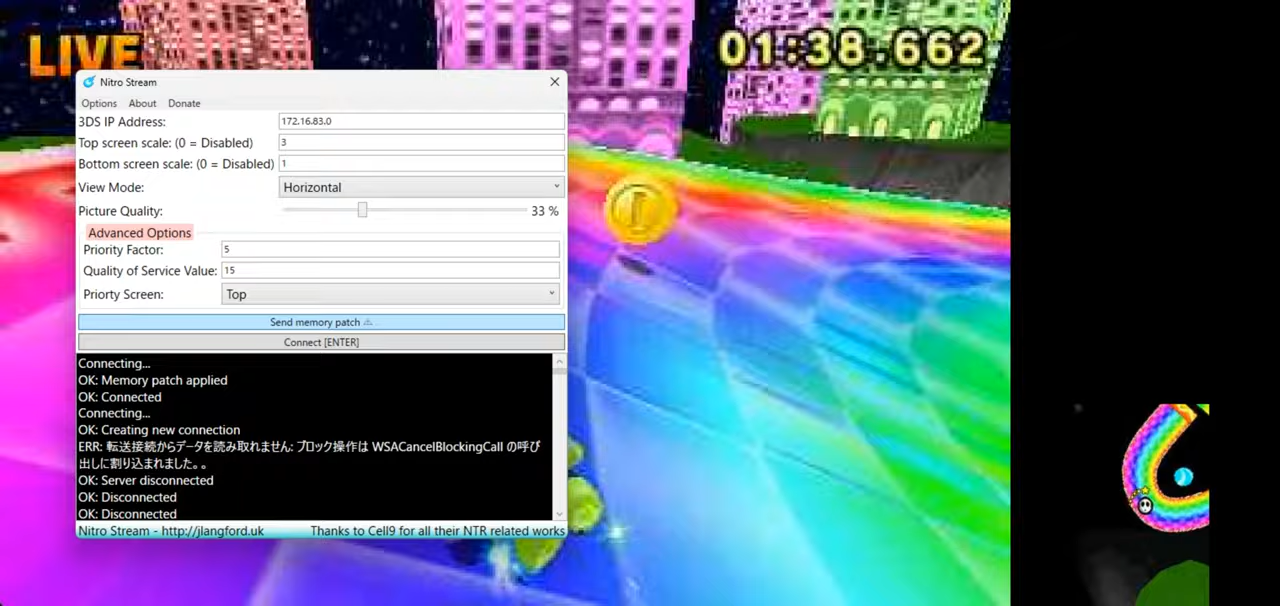 LIVE
01:38.662
Nitro Stream
Options About Donate
3DS IP Address: 172.16.83.0
Top screen scale: (0 = Disabled) 3
Bottom screen scale: (0 = Disabled) 1
View Mode: Horizontal
Picture Quality: 33 %
Advanced Options
Priority Factor: 5
Quality of Service Value: 15
Priorty Screen: Top
Send memory patch ⚠
Connect [ENTER]
Connecting...
OK: Memory patch applied
OK: Connected
Connecting...
OK: Creating new connection
ERR: 転送接続からデータを読み取れません: ブロック操作は WSACancelBlockingCall の呼び
出しに割り込まれました。。
OK: Server disconnected
OK: Disconnected
OK: Disconnected
Nitro Stream - http://jlangford.uk Thanks to Cell9 for all their NTR related works